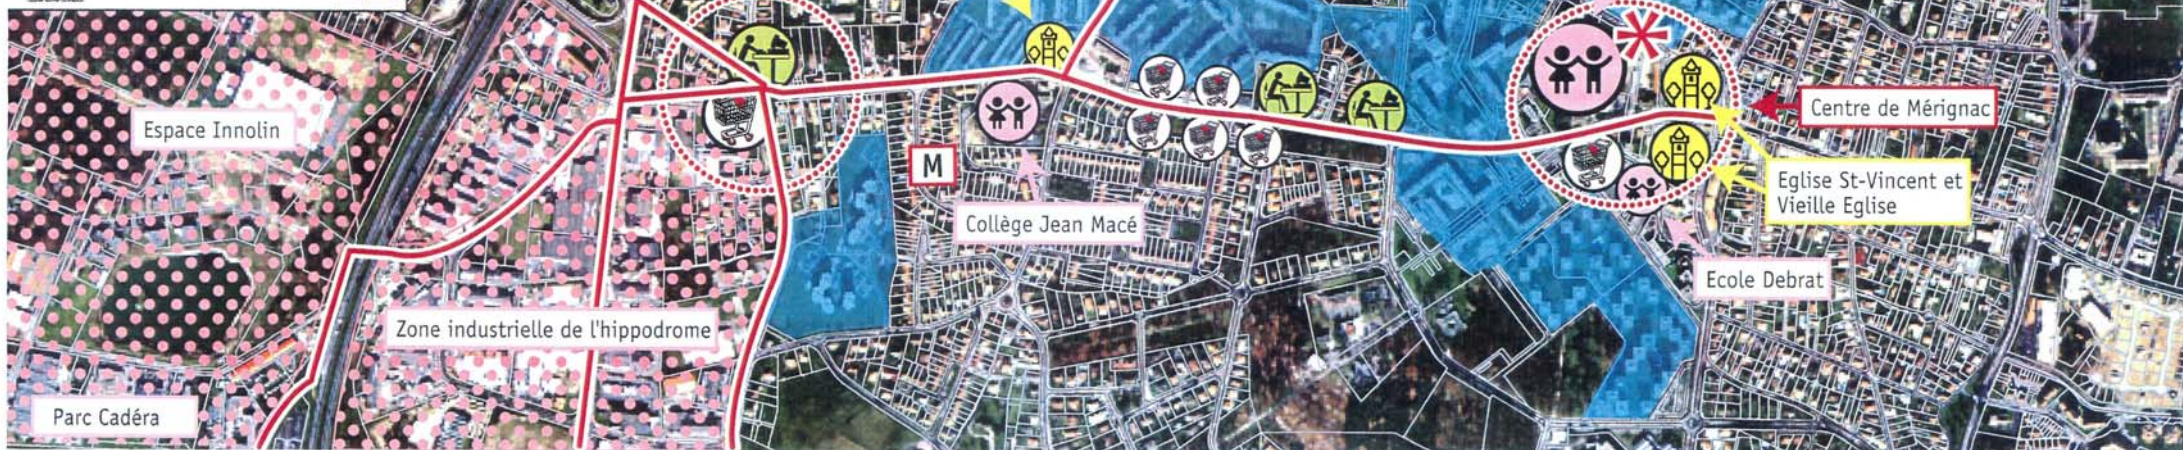 Espace Innolin
Centre de Mérignac
M
Eglise St-Vincent et
Vieille Eglise
Collège Jean Macé
Ecole Debrat
Zone industrielle de l'hippodrome
Parc Cadéra